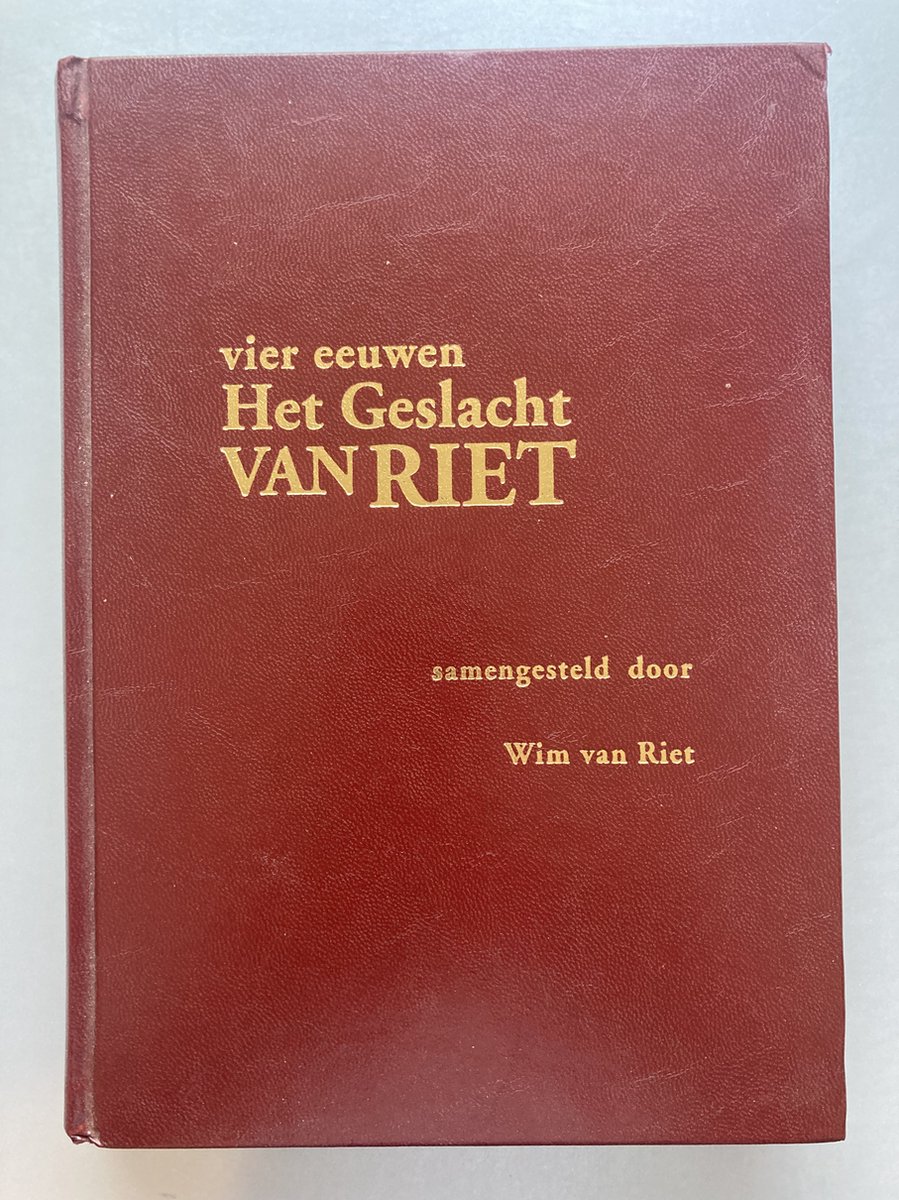 vier eeuwen
Het Geslacht
VAN RIET
samengesteld door
Wim van Riet